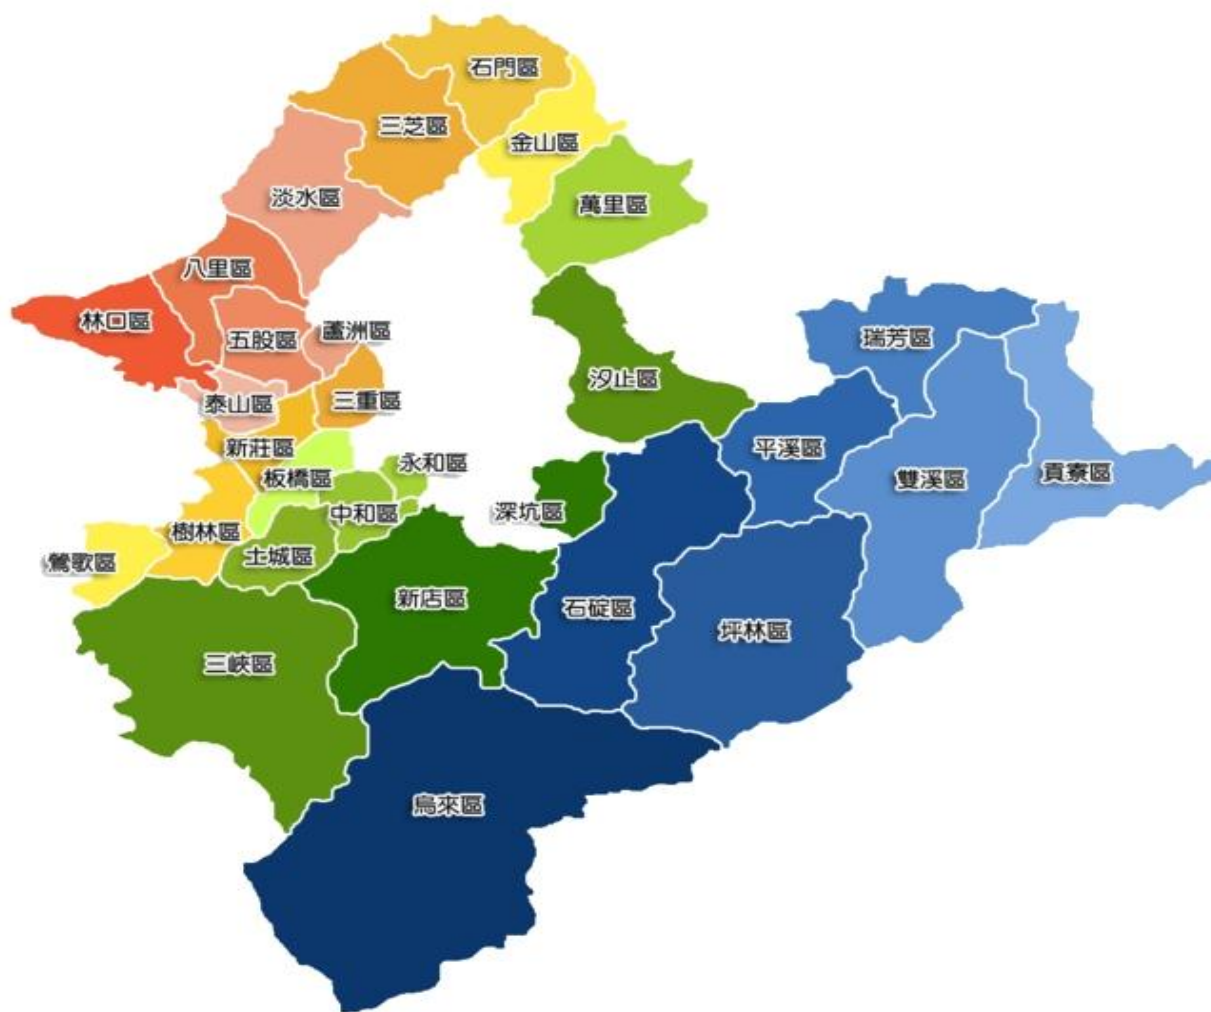 石門區
三芝區
金山區
淡水區
萬里區
八里區
林口區
五股區
蘆洲區
瑞芳區
汐止區
泰山區
三重區
新莊區
平溪區
永和區
板橋區
雙溪區
貢寮區
中和區
深坑區
樹林區
土城區
鶯歌區
新店區
石碇區
坪林區
三峽區
烏來區